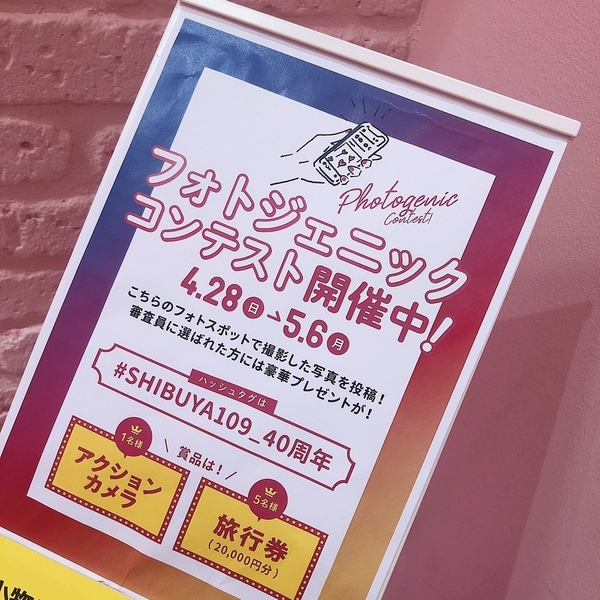 Photogenic
Contest!
フォトジェニック
コンテスト開催中!
4.28日→5.6月
こちらのフォトスポットで撮影した写真を投稿!
審査員に選ばれた方には豪華プレゼントが!
ハッシュタグは
#SHIBUYA109_40周年
賞品は!
1名様
アクション
カメラ
5名様
旅行券
(20,000円分)